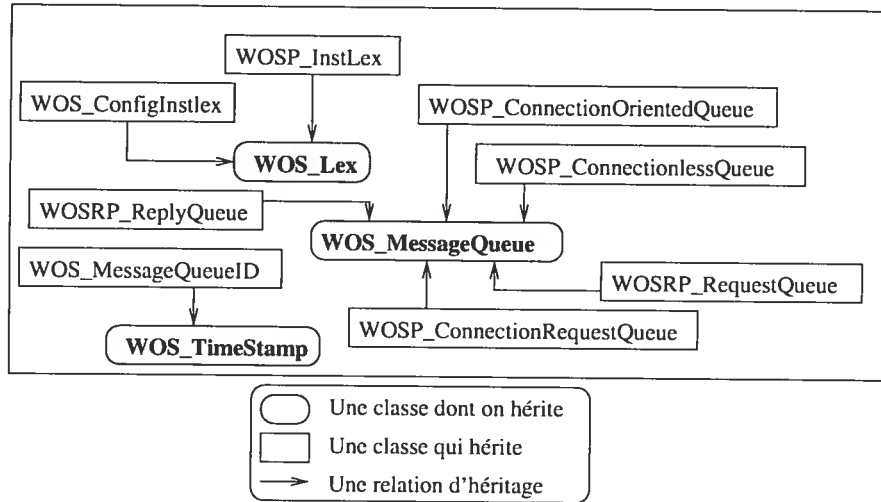 WOSP_InstLex
WOS_ConfigInstlex
WOSP_ConnectionOrientedQueue
WOS_Lex
WOSP_ConnectionlessQueue
WOSRP_ReplyQueue
WOS_MessageQueue
WOS_MessageQueueID
WOSRP_RequestQueue
WOSP_ConnectionRequestQueue
WOS_TimeStamp
Une classe dont on hérite
Une classe qui hérite
Une relation d'héritage